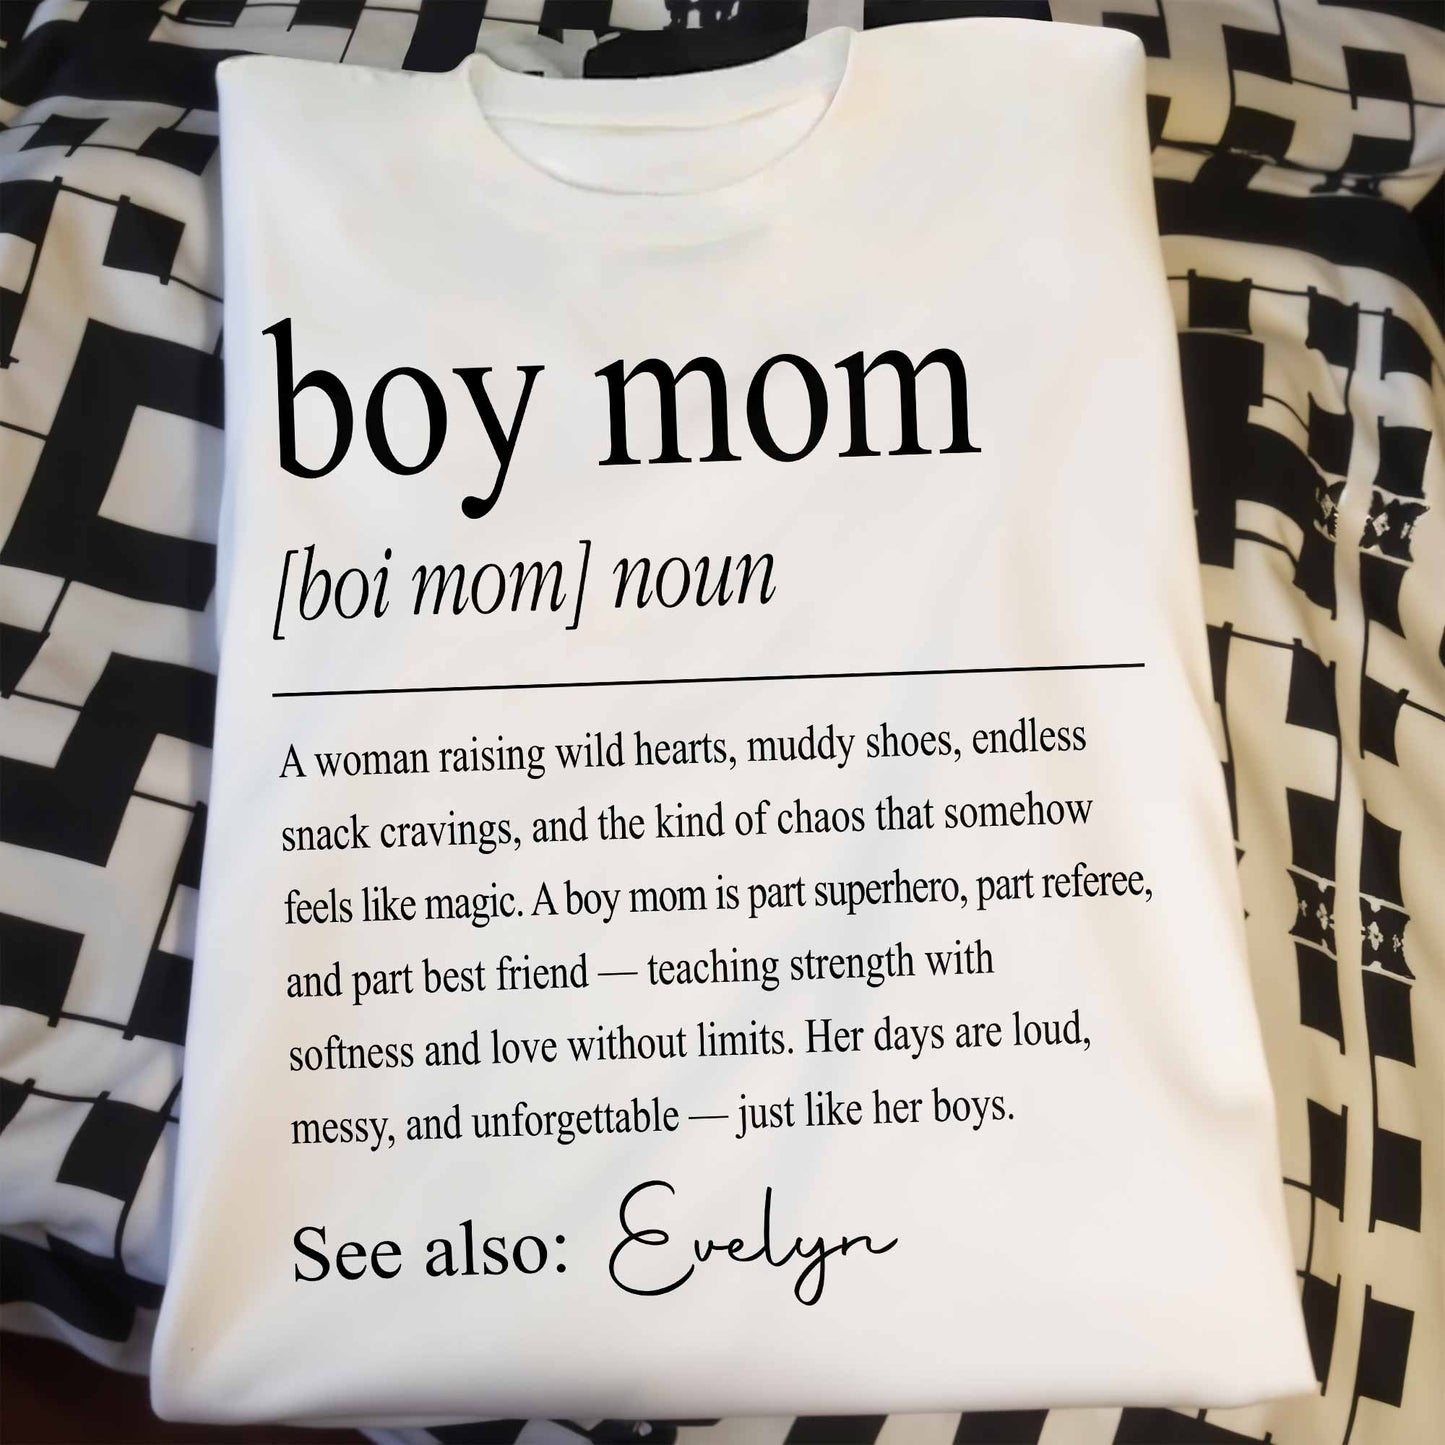 boy mom
[boi mom] noun
A woman raising wild hearts, muddy shoes, endless
snack cravings, and the kind of chaos that somehow
feels like magic. A boy mom is part superhero, part referee,
and part best friend — teaching strength with
softness and love without limits. Her days are loud,
messy, and unforgettable — just like her boys.
See also: Evelyn